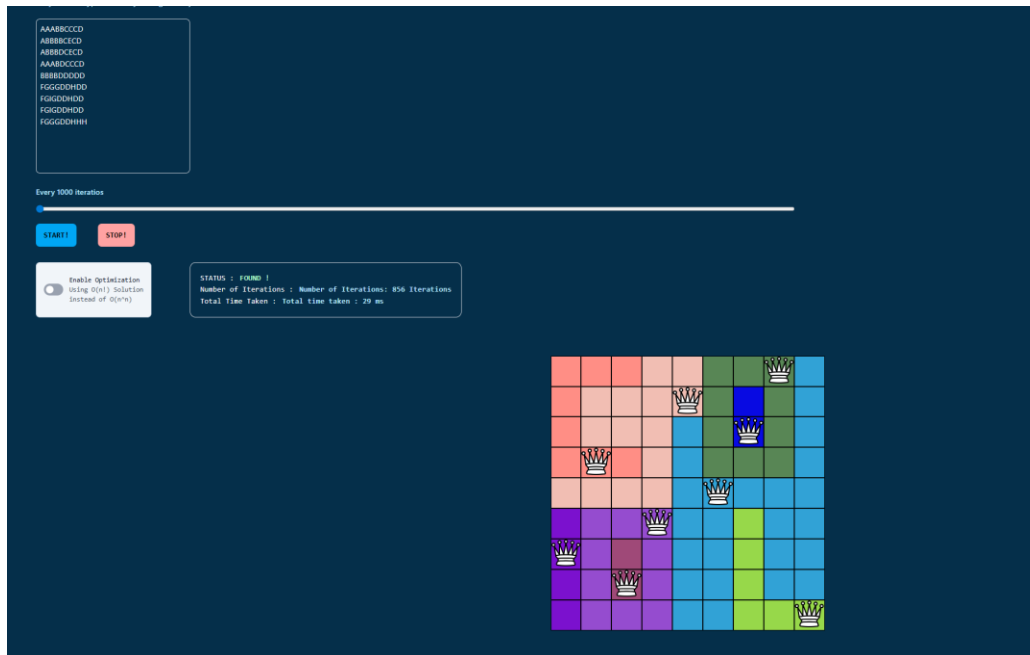 AAABBCCCD
ABBBBCECD
ABBBDCECD
AAABDCCCD
BBBBDDDDD
FGGGDDHDD
FGIGDDHDD
FGIGDDHDD
FGGGDDHHH
Every 1000 iteratios
START!
STOP!
Enable Optimization
Using O(n!) Solution
instead of O(n^n)
STATUS : FOUND !
Number of Iterations : Number of Iterations: 856 Iterations
Total Time Taken : Total time taken : 29 ms